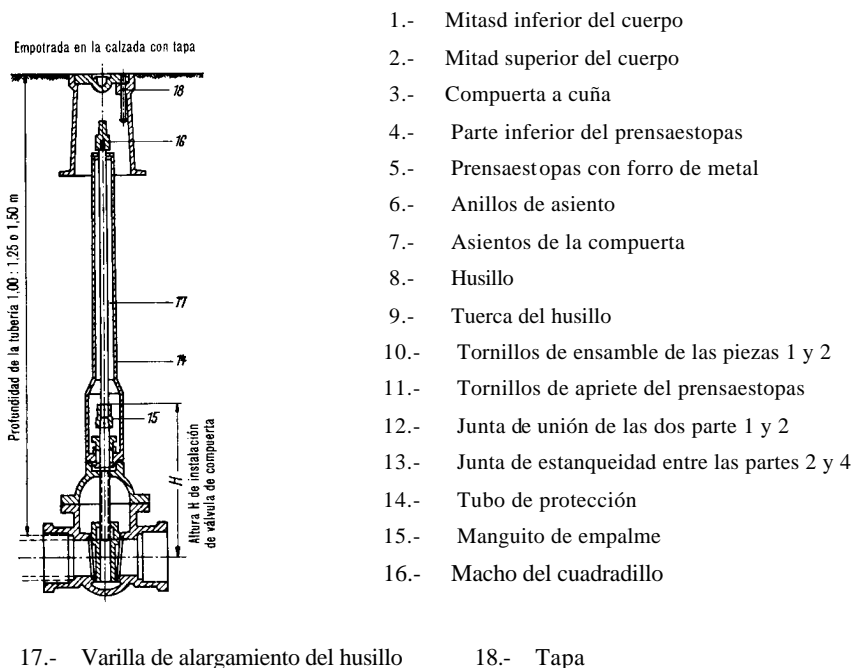 Empotrada en la calzada con tapa
18
16
17
14
15
Profundidad de la tubería 1,00 : 1,25 o 1,50 m
H
Altura H de instalación
de válvula de compuerta
1.- Mitasd inferior del cuerpo
2.- Mitad superior del cuerpo
3.- Compuerta a cuña
4.- Parte inferior del prensaestopas
5.- Prensaestopas con forro de metal
6.- Anillos de asiento
7.- Asientos de la compuerta
8.- Husillo
9.- Tuerca del husillo
10.- Tornillos de ensamble de las piezas 1 y 2
11.- Tornillos de apriete del prensaestopas
12.- Junta de unión de las dos parte 1 y 2
13.- Junta de estanqueidad entre las partes 2 y 4
14.- Tubo de protección
15.- Manguito de empalme
16.- Macho del cuadradillo
17.- Varilla de alargamiento del husillo 18.- Tapa